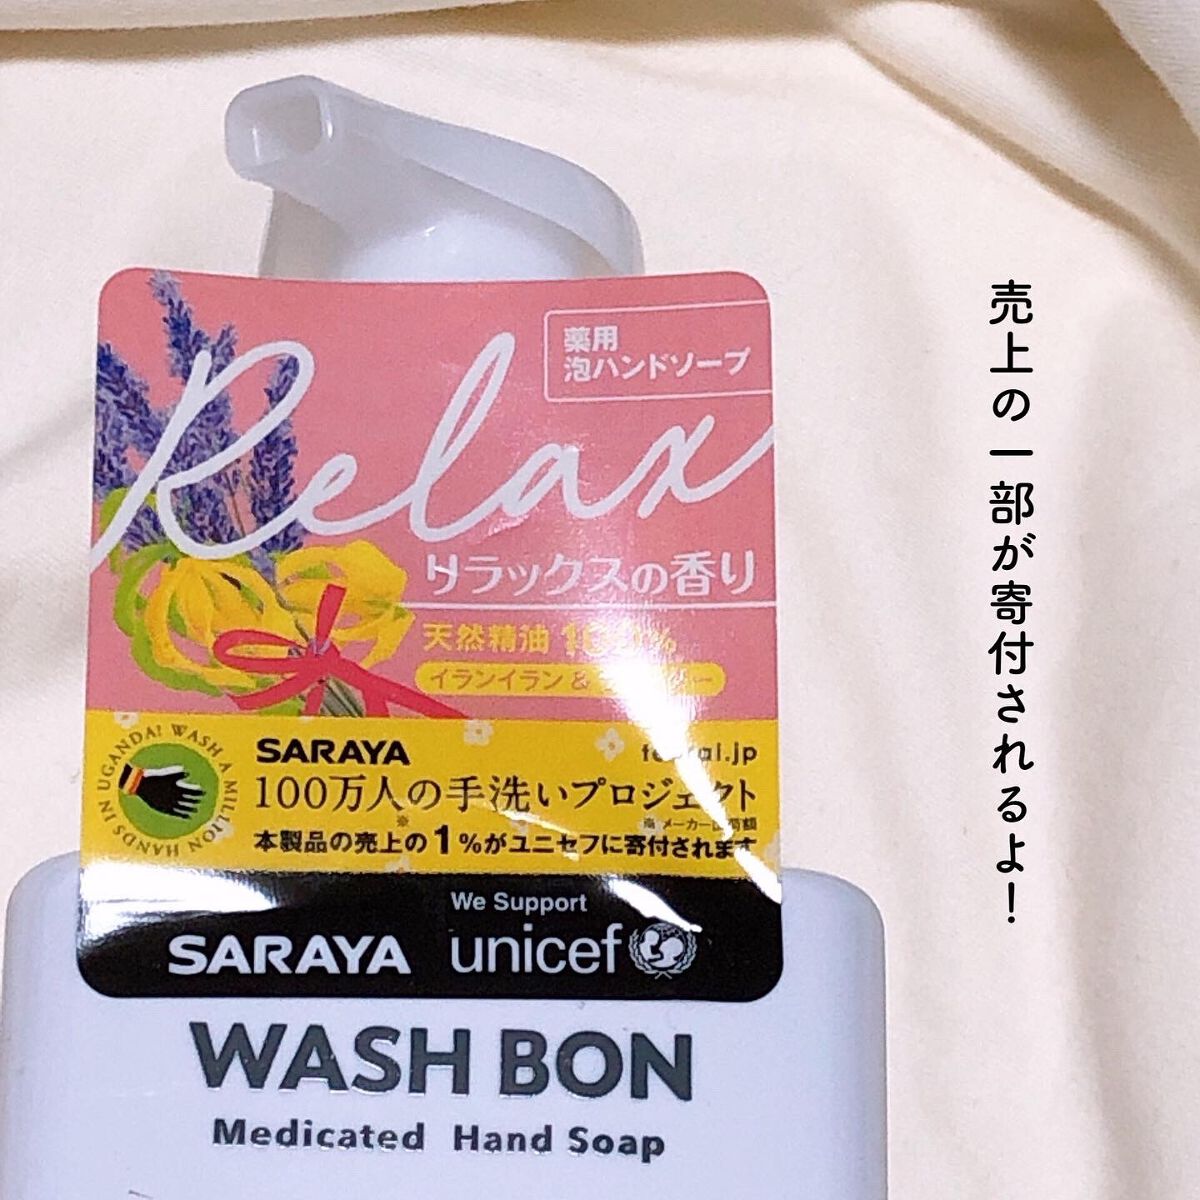 売上の一部が寄付されるよ！
薬用
泡ハンドソープ
Relax
リラックスの香り
天然精油 100%
イランイラン &
WASH A MILLION HANDS IN UGANDA!
SARAYA
100万人の手洗いプロジェクト
本製品の売上の※1%がユニセフに寄付されます
SARAYA
We Support
unicef
WASH BON
Medicated Hand Soap